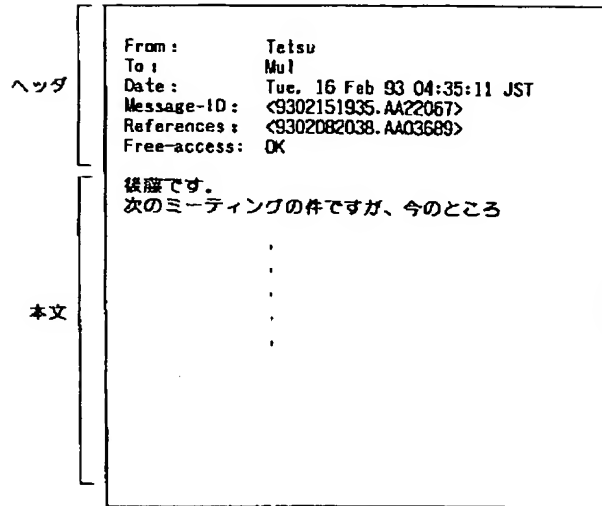 ヘッダ
From: Tetsu
To: Mul
Date: Tue, 16 Feb 93 04:35:11 JST
Message-ID: <9302151935.AA22067>
References: <9302082038.AA03689>
Free-access: OK
本文
後藤です。
次のミーティングの件ですが、今のところ